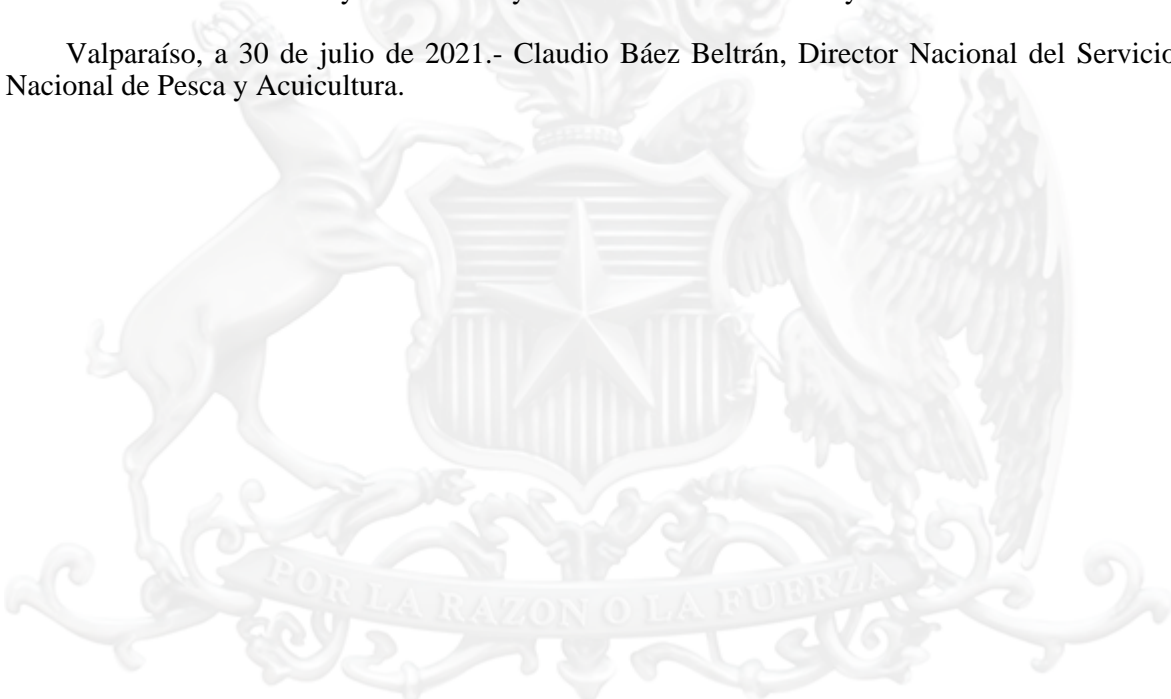 Valparaíso, a 30 de julio de 2021.- Claudio Báez Beltrán, Director Nacional del Servicio
Nacional de Pesca y Acuicultura.
POR LA RAZON O LA FUERZA